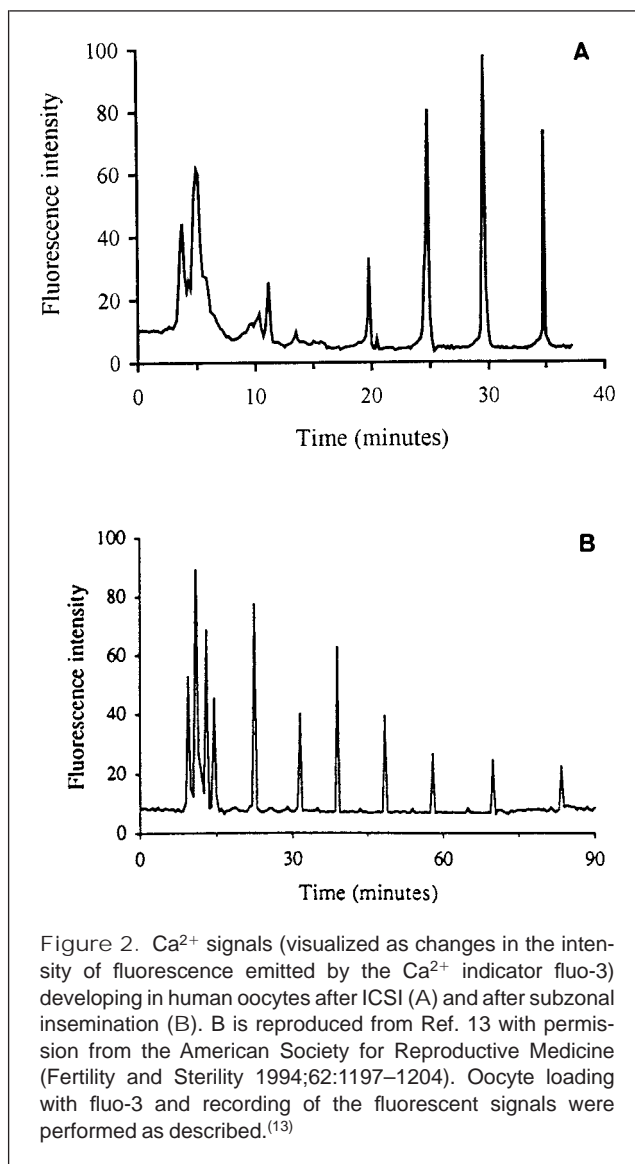 A
100
80
60
40
20
0
Fluorescence intensity
0 10 20 30 40
Time (minutes)
B
100
80
60
40
20
0
Fluorescence intensity
0 30 60 90
Time (minutes)
Figure 2. Ca2+ signals (visualized as changes in the inten-
sity of fluorescence emitted by the Ca2+ indicator fluo-3)
developing in human oocytes after ICSI (A) and after subzonal
insemination (B). B is reproduced from Ref. 13 with permis-
sion from the American Society for Reproductive Medicine
(Fertility and Sterility 1994;62:1197–1204). Oocyte loading
with fluo-3 and recording of the fluorescent signals were
performed as described.(13)